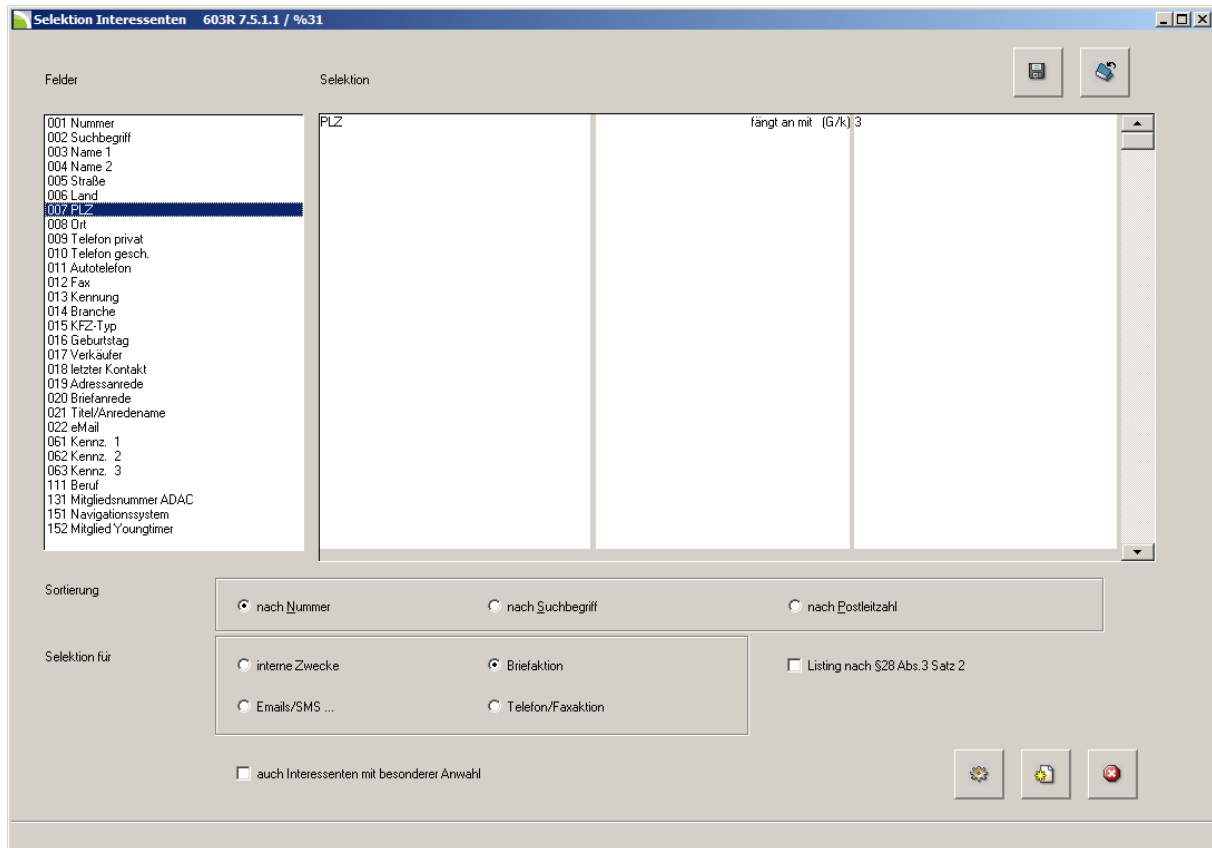 Selektion Interessenten 603R 7.5.1.1 / %31
Felder
Selektion
001 Nummer
002 Suchbegriff
003 Name 1
004 Name 2
005 Straße
006 Land
007 PLZ
008 Ort
009 Telefon privat
010 Telefon gesch.
011 Autotelefon
012 Fax
013 Kennung
014 Branche
015 KFZ-Typ
016 Geburtstag
017 Verkäufer
018 letzter Kontakt
019 Adressanrede
020 Briefanrede
021 Titel/Anredename
022 eMail
061 Kennz. 1
062 Kennz. 2
063 Kennz. 3
111 Beruf
131 Mitgliedsnummer ADAC
151 Navigationssystem
152 Mitglied Youngtimer
PLZ fängt an mit (G/k) 3
Sortierung
nach Nummer
nach Suchbegriff
nach Postleitzahl
Selektion für
interne Zwecke
Briefaktion
Listing nach §28 Abs.3 Satz 2
Emails/SMS ...
Telefon/Faxaktion
auch Interessenten mit besonderer Anwahl